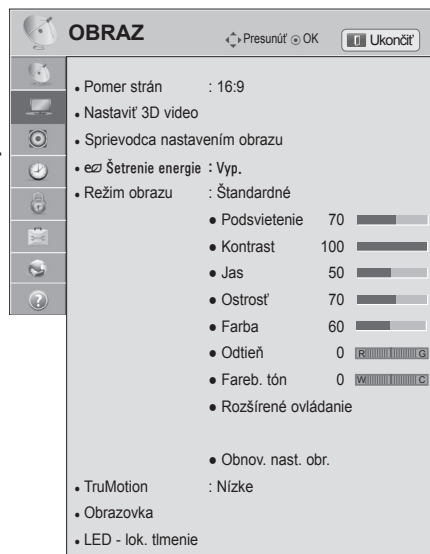 OBRAZ
Presunúť OK
Ukončiť
• Pomer strán : 16:9
• Nastaviť 3D video
• Sprievodca nastavením obrazu
• Šetrenie energie : Vyp.
• Režim obrazu : Štandardné
● Podsvietenie 70
● Kontrast 100
● Jas 50
● Ostrosť 70
● Farba 60
● Odtieň 0 R G
● Fareb. tón 0 W C
● Rozšírené ovládanie
● Obnov. nast. obr.
• TruMotion : Nízke
• Obrazovka
• LED - lok. tlmenie